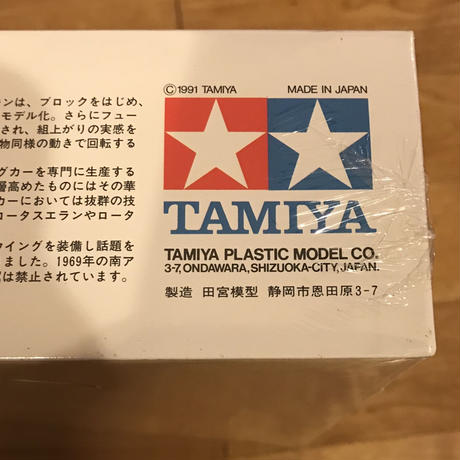 ンは、ブロックをはじめ、
モデル化。さらにフュー
され、組上がりの実感を
物同様の動きで回転する
グカーを専門に生産する
層高めたものにはその華
カーにおいては抜群の技
ロータスエランやロータ
ウイングを装備し話題を
ました。1969年の南ア
は禁止されています。
©1991 TAMIYA MADE IN JAPAN
TAMIYA
TAMIYA PLASTIC MODEL CO.
3-7, ONDAWARA, SHIZUOKA-CITY, JAPAN.
製造 田宮模型 静岡市恩田原3-7